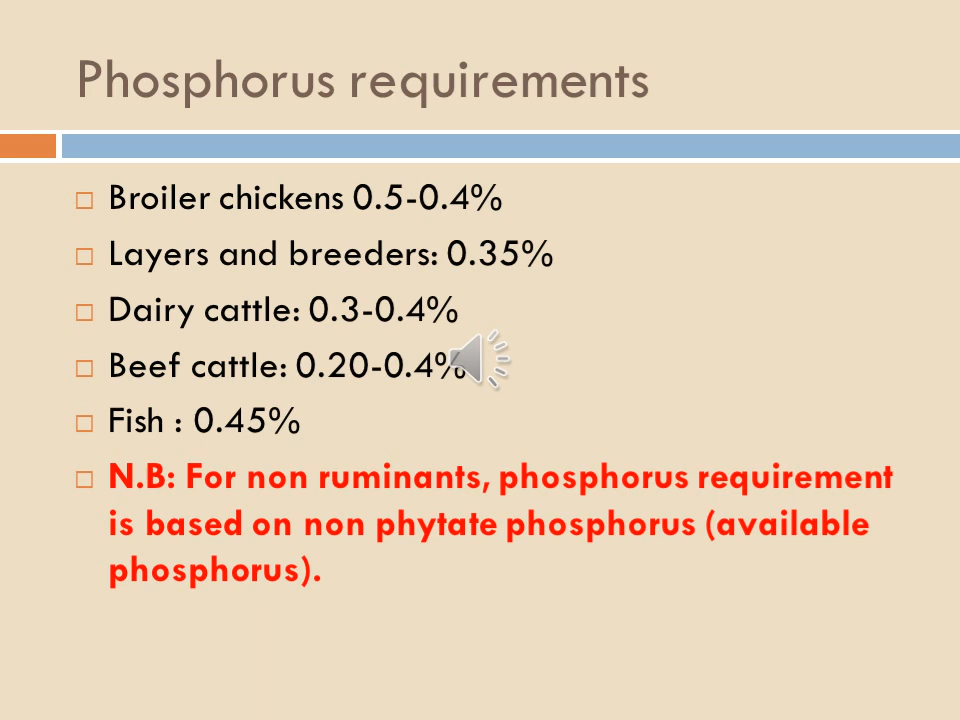 Phosphorus requirements
Broiler chickens 0.5-0.4%
Layers and breeders: 0.35%
Dairy cattle: 0.3-0.4%
Beef cattle: 0.20-0.4%
Fish : 0.45%
N.B: For non ruminants, phosphorus requirement
is based on non phytate phosphorus (available
phosphorus).